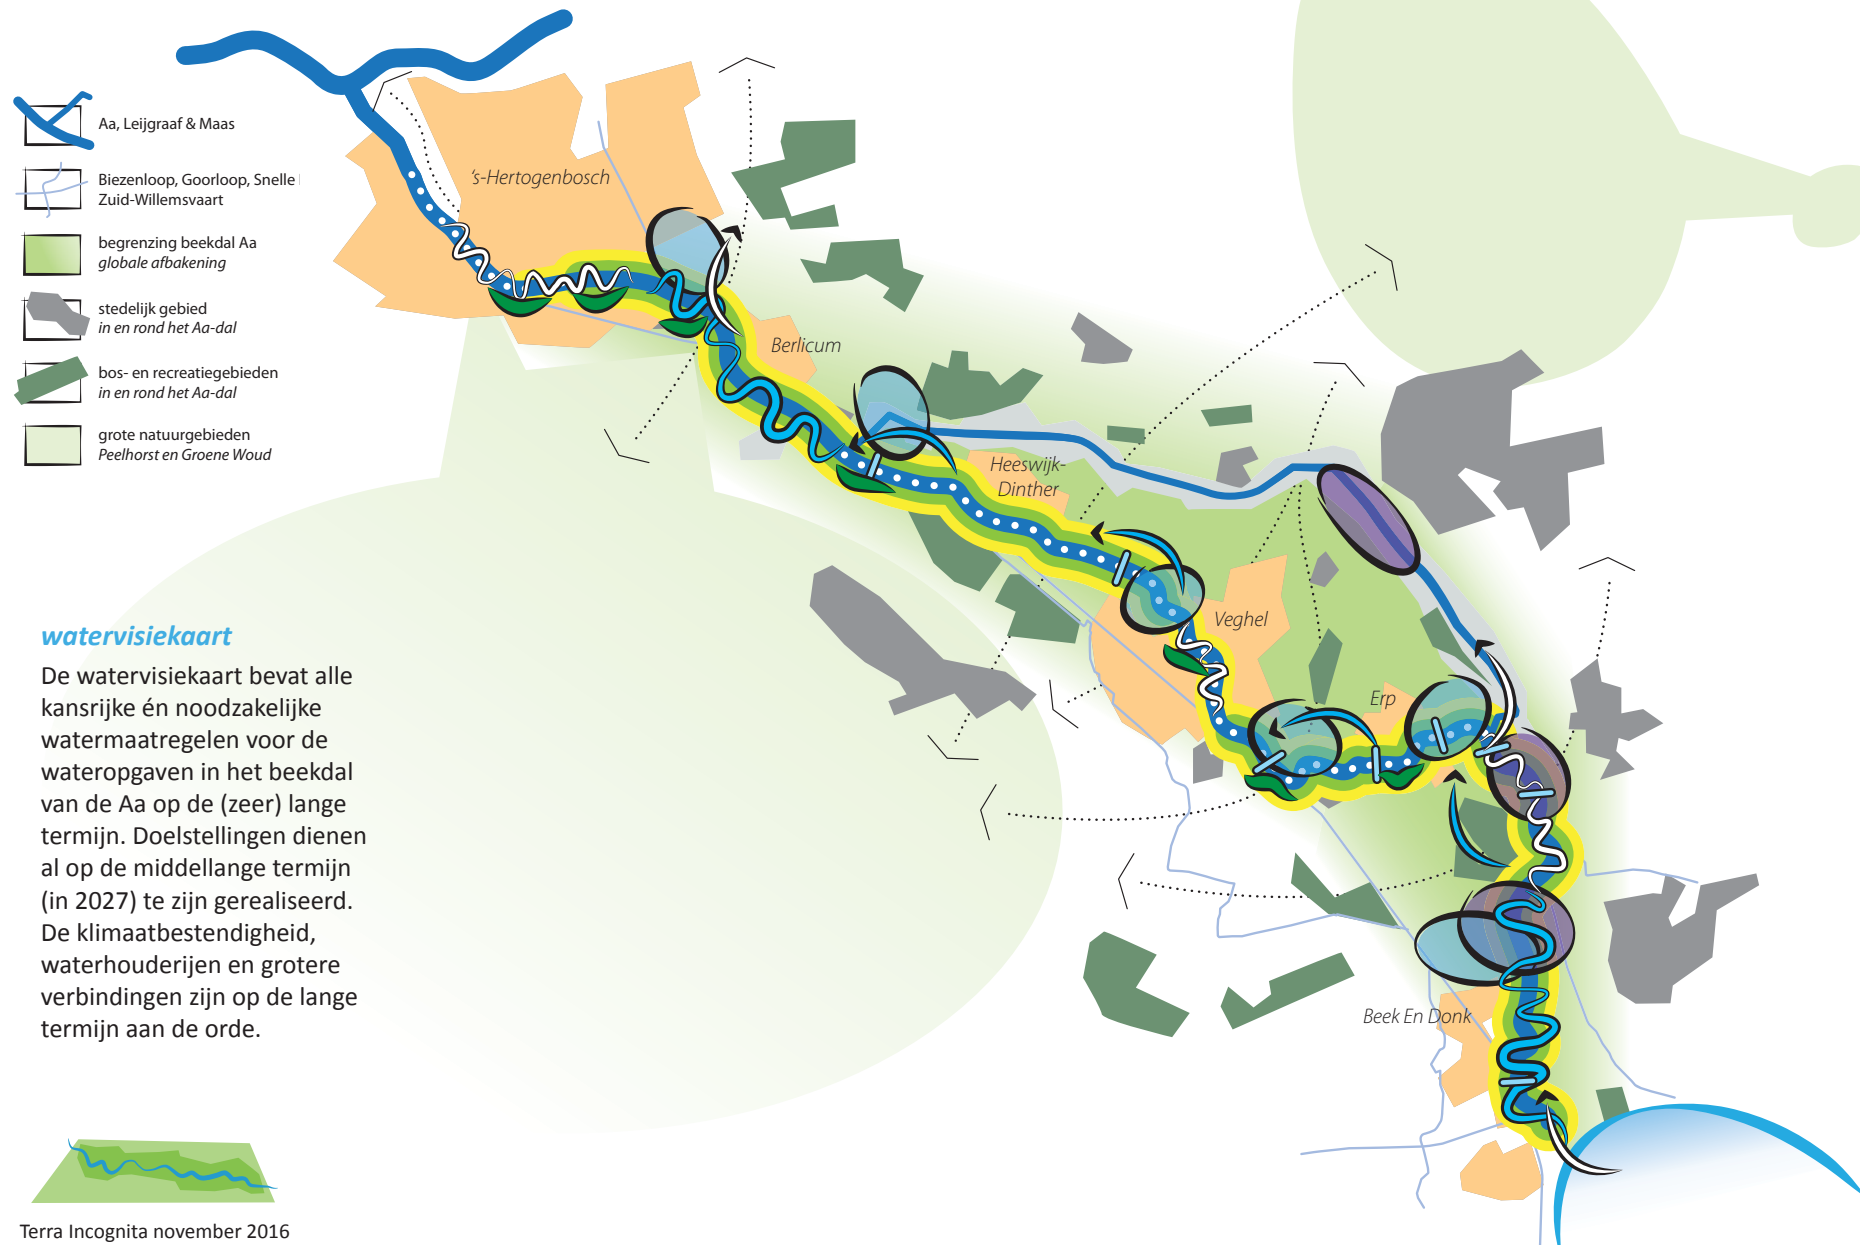 Aa, Leijgraaf & Maas
Biezenloop, Goorloop, Snelle
Zuid-Willemsvaart
begrenzing beekdal Aa
globale afbakening
stedelijk gebied
in en rond het Aa-dal
bos- en recreatiegebieden
in en rond het Aa-dal
grote natuurgebieden
Peelhorst en Groene Woud
's-Hertogenbosch
Berlicum
Heeswijk-
Dinther
Veghel
Erp
Beek En Donk
watervisiekaart
De watervisiekaart bevat alle
kansrijke én noodzakelijke
watermaatregelen voor de
wateropgaven in het beekdal
van de Aa op de (zeer) lange
termijn. Doelstellingen dienen
al op de middellange termijn
(in 2027) te zijn gerealiseerd.
De klimaatbestendigheid,
waterhouderijen en grotere
verbindingen zijn op de lange
termijn aan de orde.
Terra Incognita november 2016